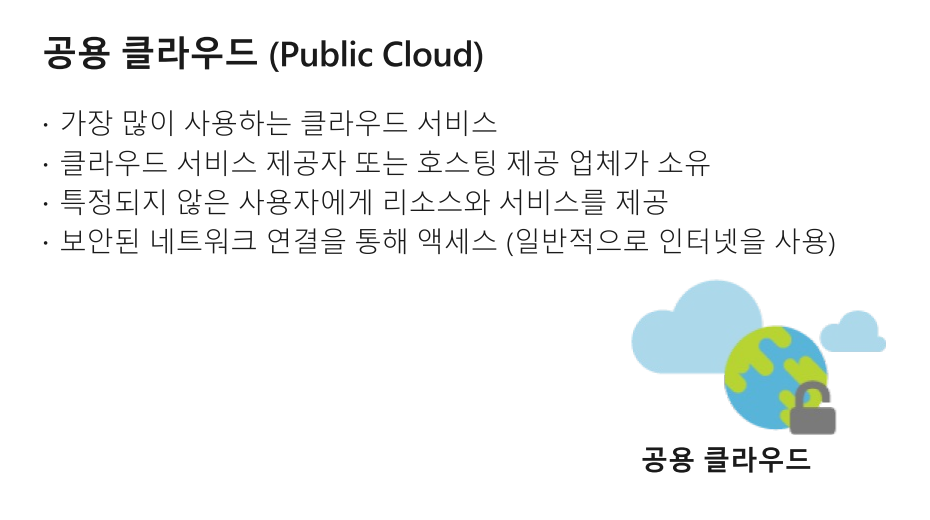 공용 클라우드 (Public Cloud)
· 가장 많이 사용하는 클라우드 서비스
· 클라우드 서비스 제공자 또는 호스팅 제공 업체가 소유
· 특정되지 않은 사용자에게 리소스와 서비스를 제공
· 보안된 네트워크 연결을 통해 액세스 (일반적으로 인터넷을 사용)
공용 클라우드